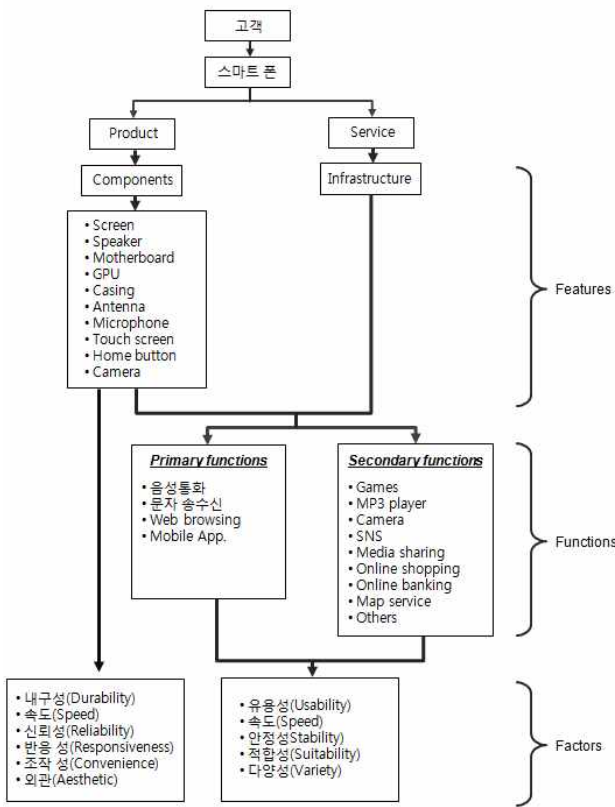 고객
스마트 폰
Product
Service
Components
Infrastructure
• Screen
• Speaker
• Motherboard
• GPU
• Casing
• Antenna
• Microphone
• Touch screen
• Home button
• Camera
Features
Primary functions
• 음성통화
• 문자 송수신
• Web browsing
• Mobile App.
Secondary functions
• Games
• MP3 player
• Camera
• SNS
• Media sharing
• Online shopping
• Online banking
• Map service
• Others
Functions
• 내구성(Durability)
• 속도(Speed)
• 신뢰성(Reliability)
• 반응 성(Responsiveness)
• 조작 성(Convenience)
• 외관(Aesthetic)
• 유용성(Usability)
• 속도(Speed)
• 안정성Stability)
• 적합성(Suitability)
• 다양성(Variety)
Factors